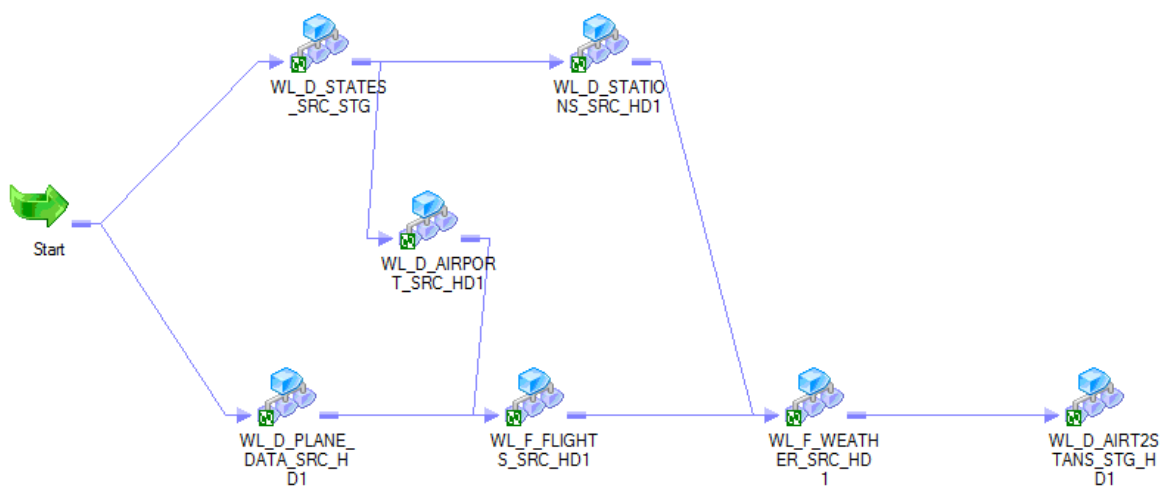 WL_D_STATES
_SRC_STG
WL_D_STATIO
NS_SRC_HD1
Start
WL_D_AIRPOR
T_SRC_HD1
WL_D_PLANE_
DATA_SRC_H
D1
WL_F_FLIGHT
S_SRC_HD1
WL_F_WEATH
ER_SRC_HD
1
WL_D_AIRT2S
TANS_STG_H
D1